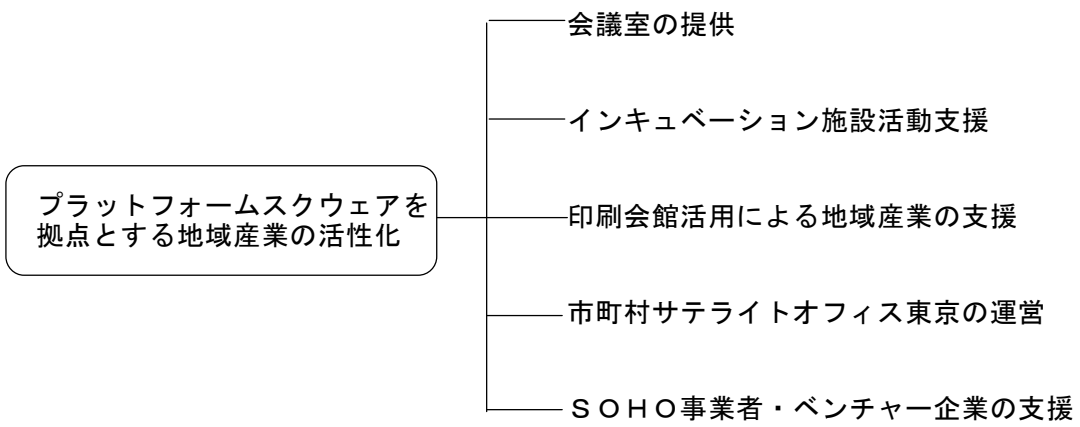 会議室の提供
インキュベーション施設活動支援
プラットフォームスクウェアを
拠点とする地域産業の活性化
印刷会館活用による地域産業の支援
市町村サテライトオフィス東京の運営
ＳＯＨＯ事業者・ベンチャー企業の支援